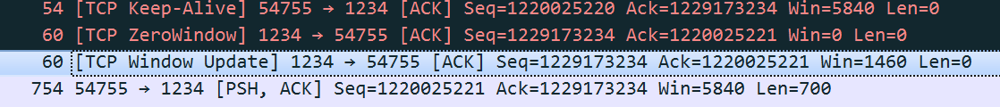 54 [TCP Keep-Alive] 54755 → 1234 [ACK] Seq=1220025220 Ack=1229173234 Win=5840 Len=0
60 [TCP ZeroWindow] 1234 → 54755 [ACK] Seq=1229173234 Ack=1220025221 Win=0 Len=0
60 [TCP Window Update] 1234 → 54755 [ACK] Seq=1229173234 Ack=1220025221 Win=1460 Len=0
754 54755 → 1234 [PSH, ACK] Seq=1220025221 Ack=1229173234 Win=5840 Len=700